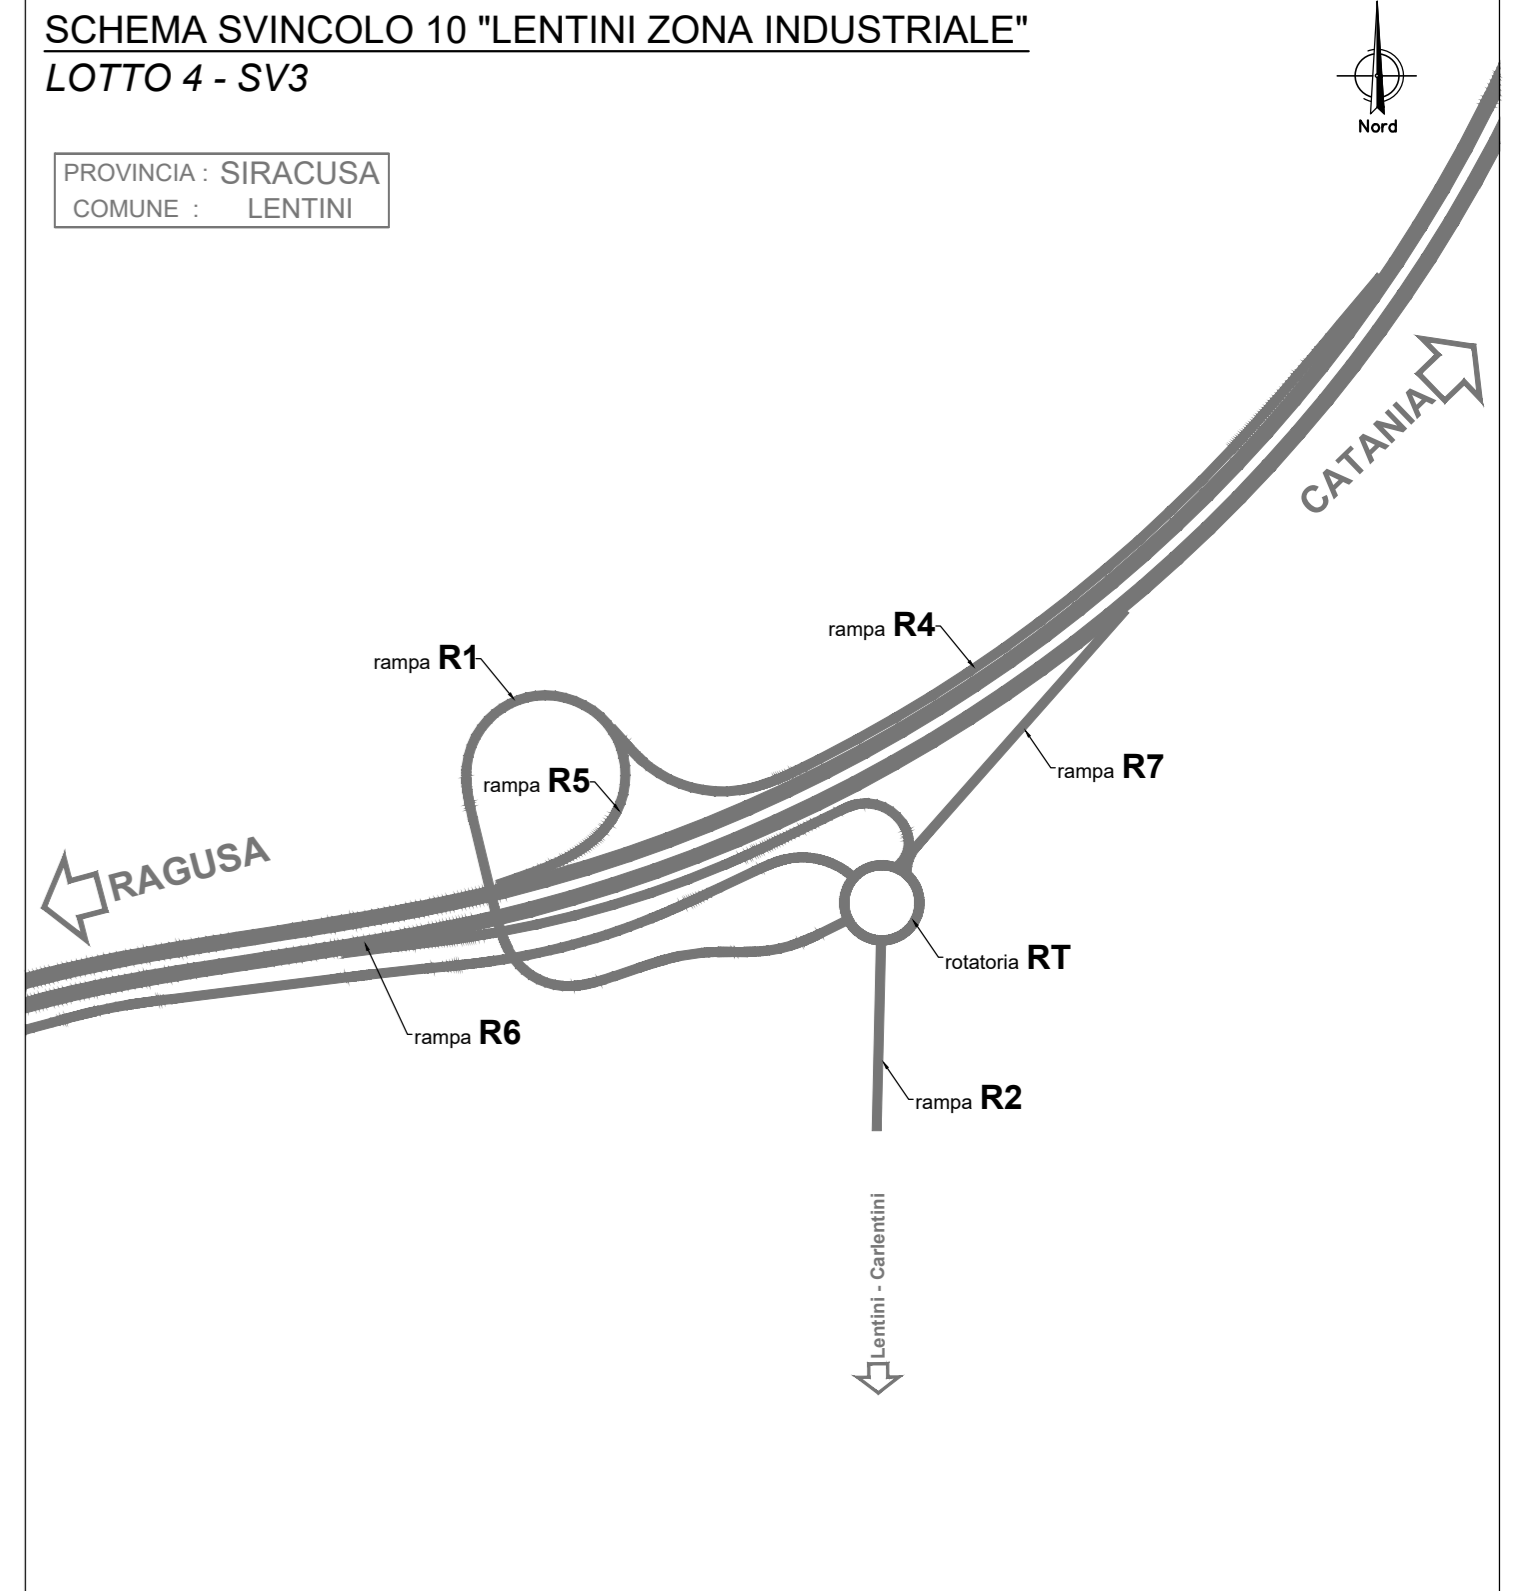 SCHEMA SVINCOLO 10 "LENTINI ZONA INDUSTRIALE"
LOTTO 4 - SV3
Nord
PROVINCIA : SIRACUSA
COMUNE : LENTINI
CATANIA
rampa R4
rampa R1
rampa R5
rampa R7
RAGUSA
rotatoria RT
rampa R6
rampa R2
Lentini - Carlentini